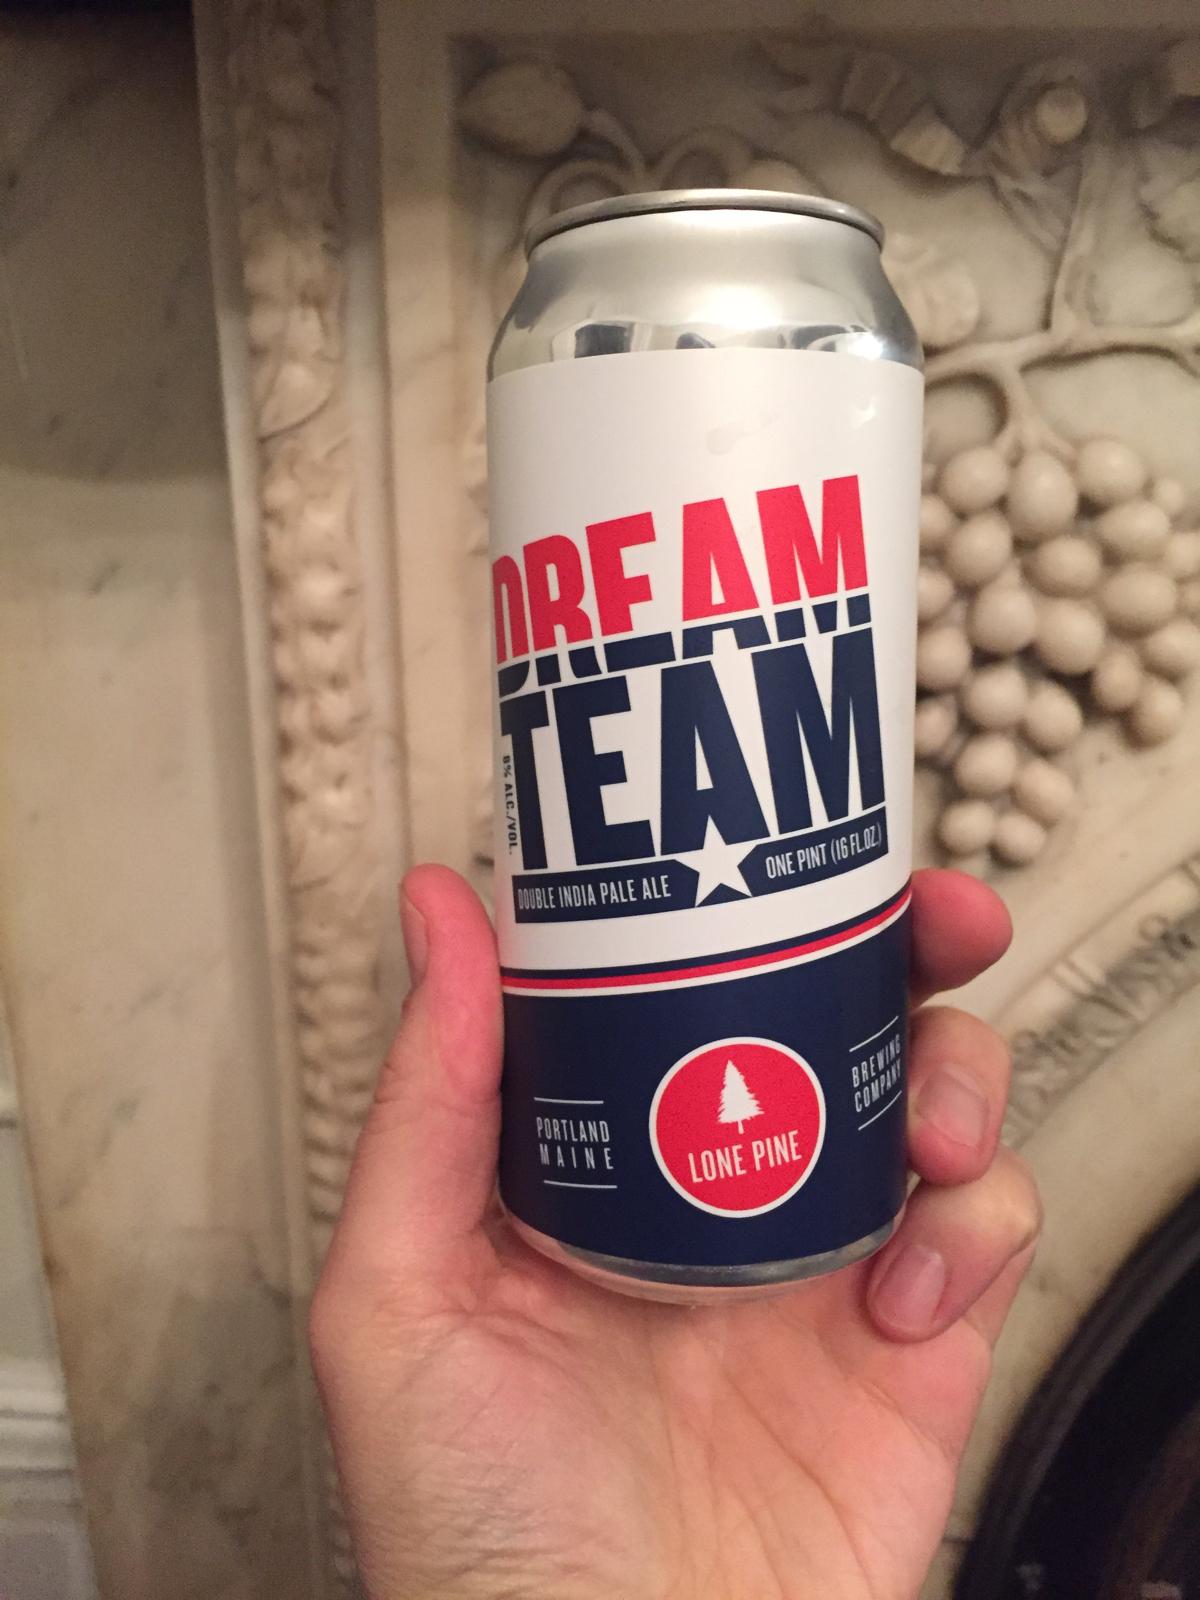 DREAM
TEAM
8% ALC./VOL.
DOUBLE INDIA PALE ALE
ONE PINT (16 FL.OZ.)
PORTLAND
MAINE
LONE PINE
BREWING
COMPANY